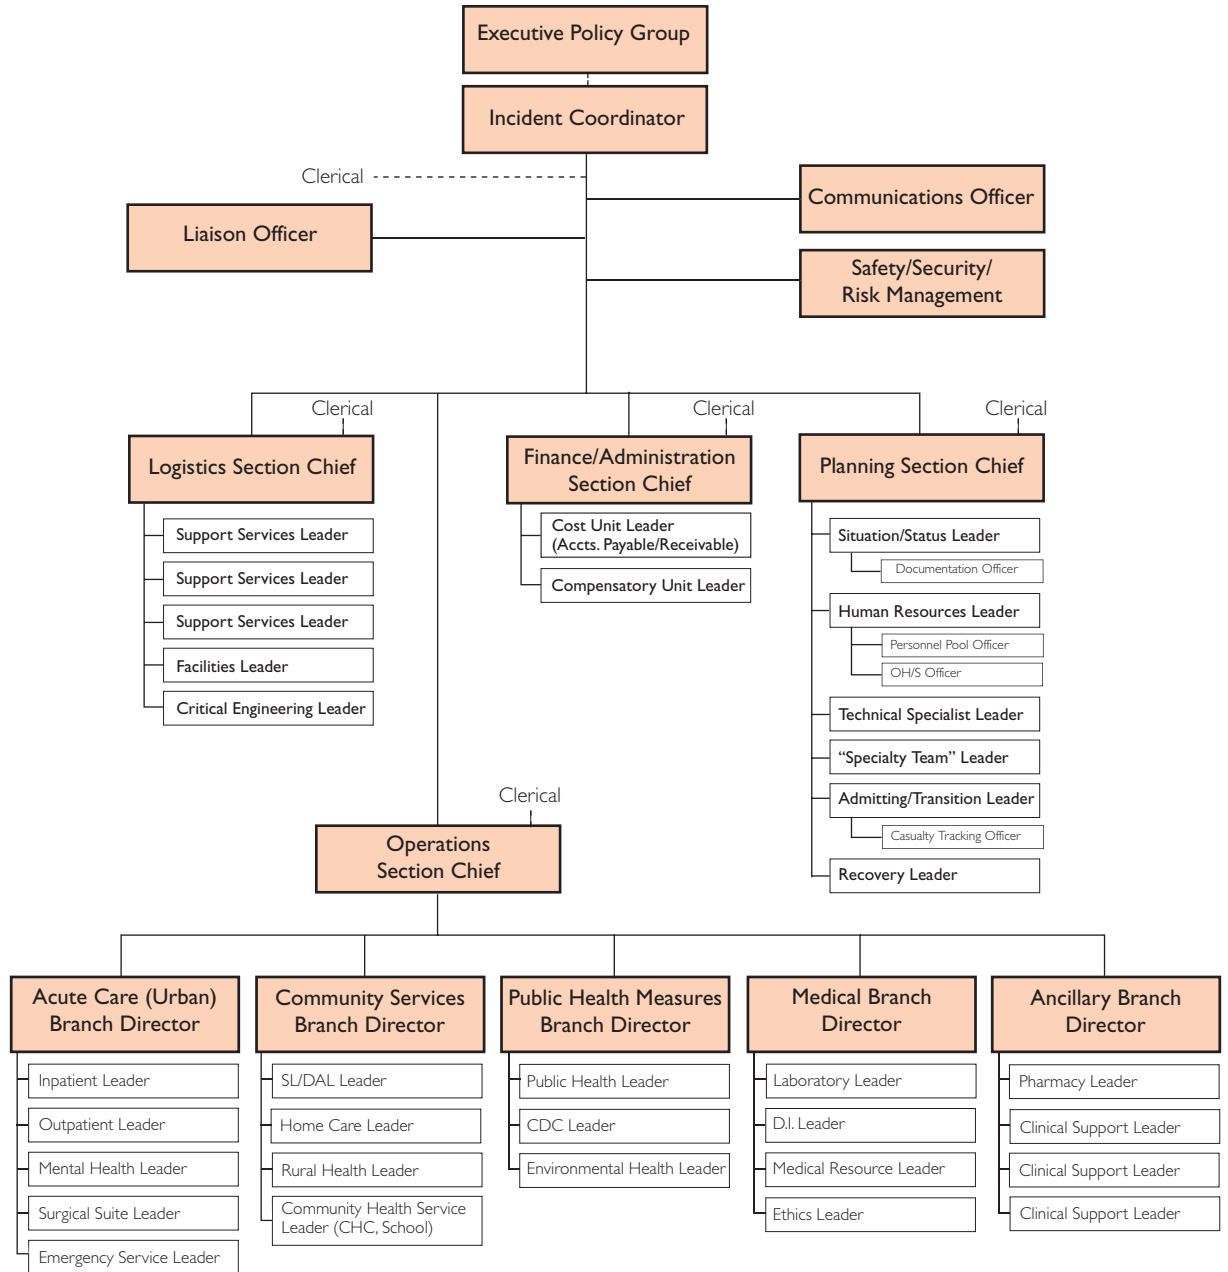 Executive Policy Group
Incident Coordinator
Clerical
Communications Officer
Liaison Officer
Safety/Security/
Risk Management
Clerical
Clerical
Clerical
Logistics Section Chief
Support Services Leader
Support Services Leader
Support Services Leader
Facilities Leader
Critical Engineering Leader
Finance/Administration
Section Chief
Cost Unit Leader
(Accts. Payable/Receivable)
Compensatory Unit Leader
Planning Section Chief
Situation/Status Leader
Documentation Officer
Human Resources Leader
Personnel Pool Officer
OH/S Officer
Technical Specialist Leader
“Specialty Team” Leader
Admitting/Transition Leader
Casualty Tracking Officer
Recovery Leader
Clerical
Operations
Section Chief
Acute Care (Urban)
Branch Director
Inpatient Leader
Outpatient Leader
Mental Health Leader
Surgical Suite Leader
Emergency Service Leader
Community Services
Branch Director
SL/DAL Leader
Home Care Leader
Rural Health Leader
Community Health Service
Leader (CHC, School)
Public Health Measures
Branch Director
Public Health Leader
CDC Leader
Environmental Health Leader
Medical Branch
Director
Laboratory Leader
D.I. Leader
Medical Resource Leader
Ethics Leader
Ancillary Branch
Director
Pharmacy Leader
Clinical Support Leader
Clinical Support Leader
Clinical Support Leader